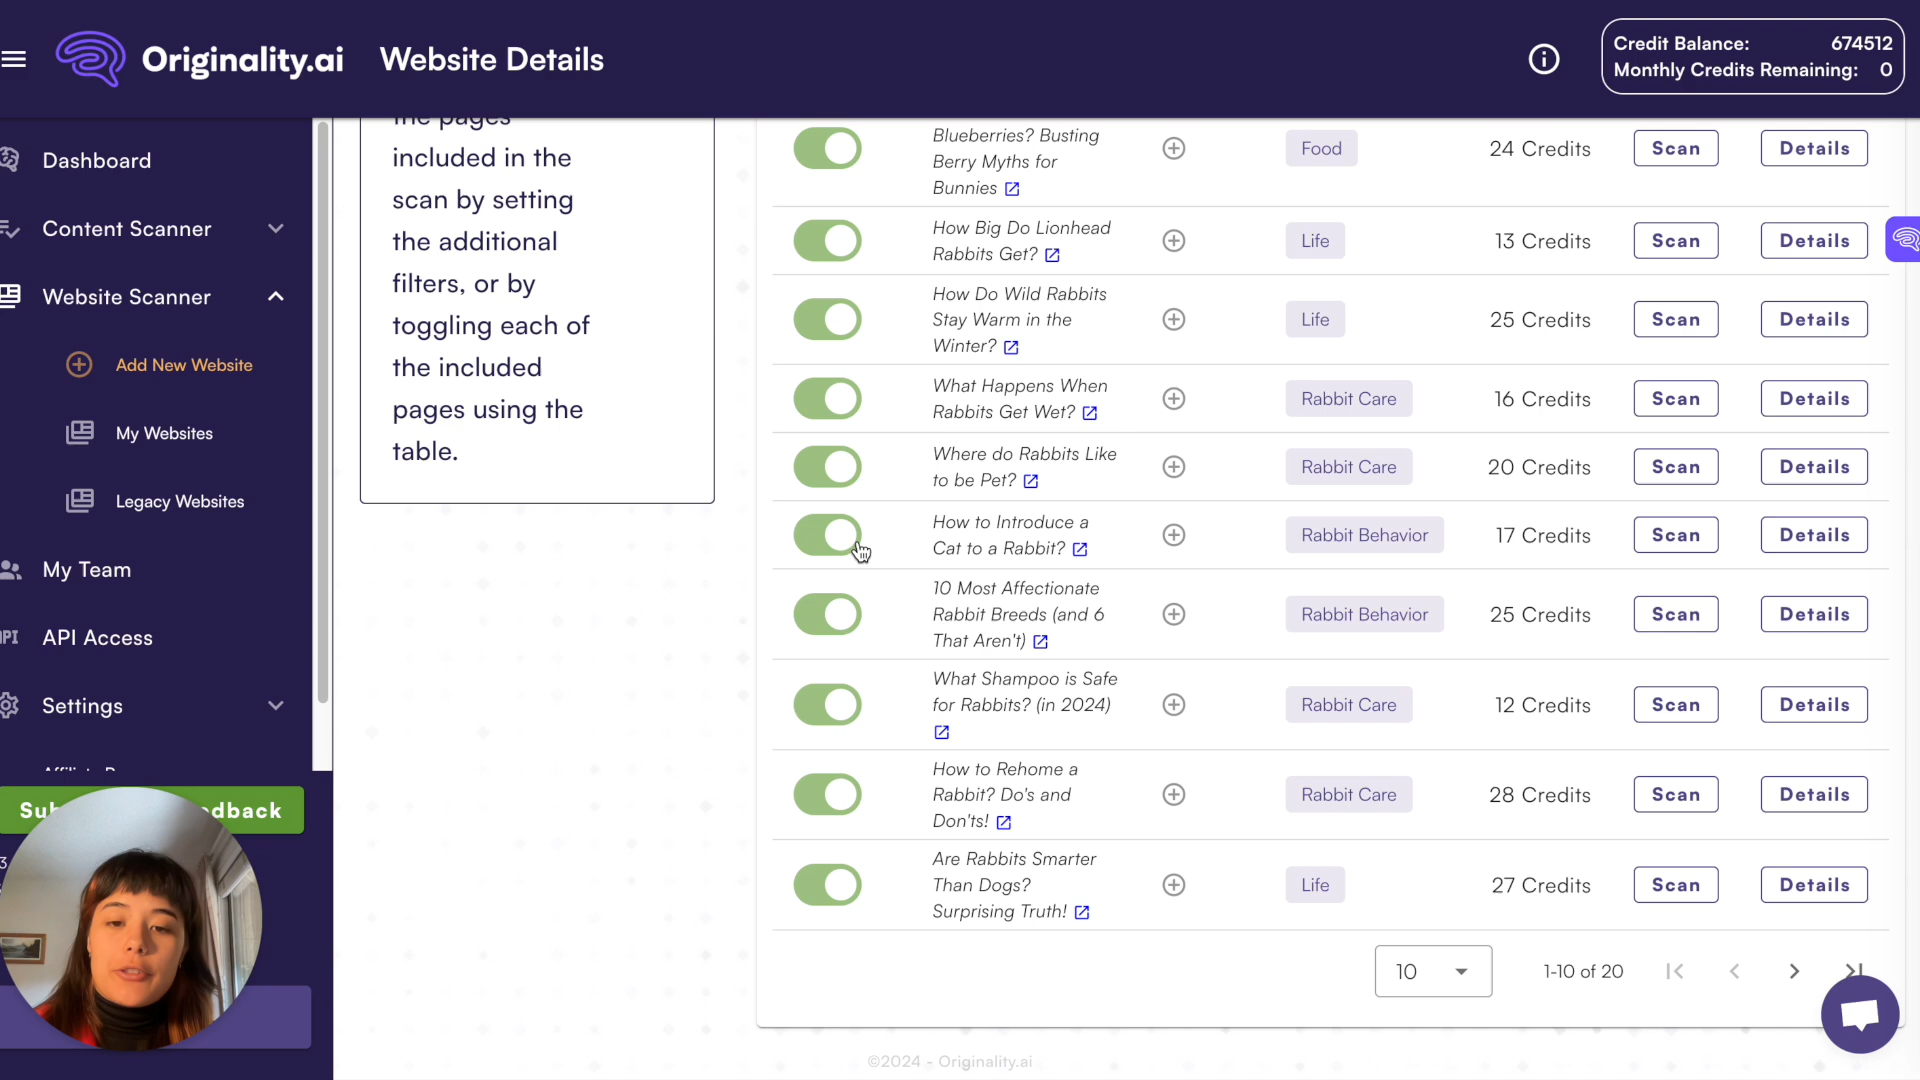 Originality.ai
Website Details
Credit Balance: 674512
Monthly Credits Remaining: 0
Dashboard
Content Scanner
Website Scanner
Add New Website
My Websites
Legacy Websites
My Team
API Access
Settings
the pages
included in the
scan by setting
the additional
filters, or by
toggling each of
the included
pages using the
table.
Blueberries? Busting
Berry Myths for
Bunnies
Food
24 Credits
Scan
Details
How Big Do Lionhead
Rabbits Get?
Life
13 Credits
Scan
Details
How Do Wild Rabbits
Stay Warm in the
Winter?
Life
25 Credits
Scan
Details
What Happens When
Rabbits Get Wet?
Rabbit Care
16 Credits
Scan
Details
Where do Rabbits Like
to be Pet?
Rabbit Care
20 Credits
Scan
Details
How to Introduce a
Cat to a Rabbit?
Rabbit Behavior
17 Credits
Scan
Details
10 Most Affectionate
Rabbit Breeds (and 6
That Aren't)
Rabbit Behavior
25 Credits
Scan
Details
What Shampoo is Safe
for Rabbits? (in 2024)
Rabbit Care
12 Credits
Scan
Details
How to Rehome a
Rabbit? Do's and
Don'ts!
Rabbit Care
28 Credits
Scan
Details
Are Rabbits Smarter
Than Dogs?
Surprising Truth!
Life
27 Credits
Scan
Details
10
1-10 of 20
©2024 - Originality.ai